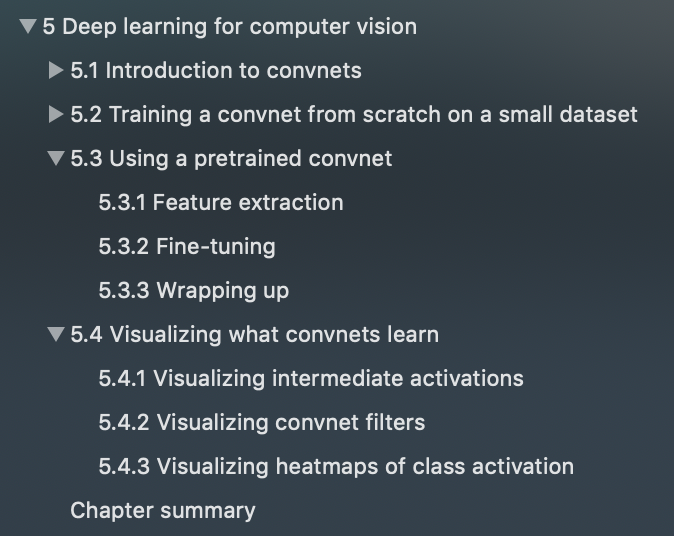 5 Deep learning for computer vision
5.1 Introduction to convnets
5.2 Training a convnet from scratch on a small dataset
5.3 Using a pretrained convnet
5.3.1 Feature extraction
5.3.2 Fine-tuning
5.3.3 Wrapping up
5.4 Visualizing what convnets learn
5.4.1 Visualizing intermediate activations
5.4.2 Visualizing convnet filters
5.4.3 Visualizing heatmaps of class activation
Chapter summary